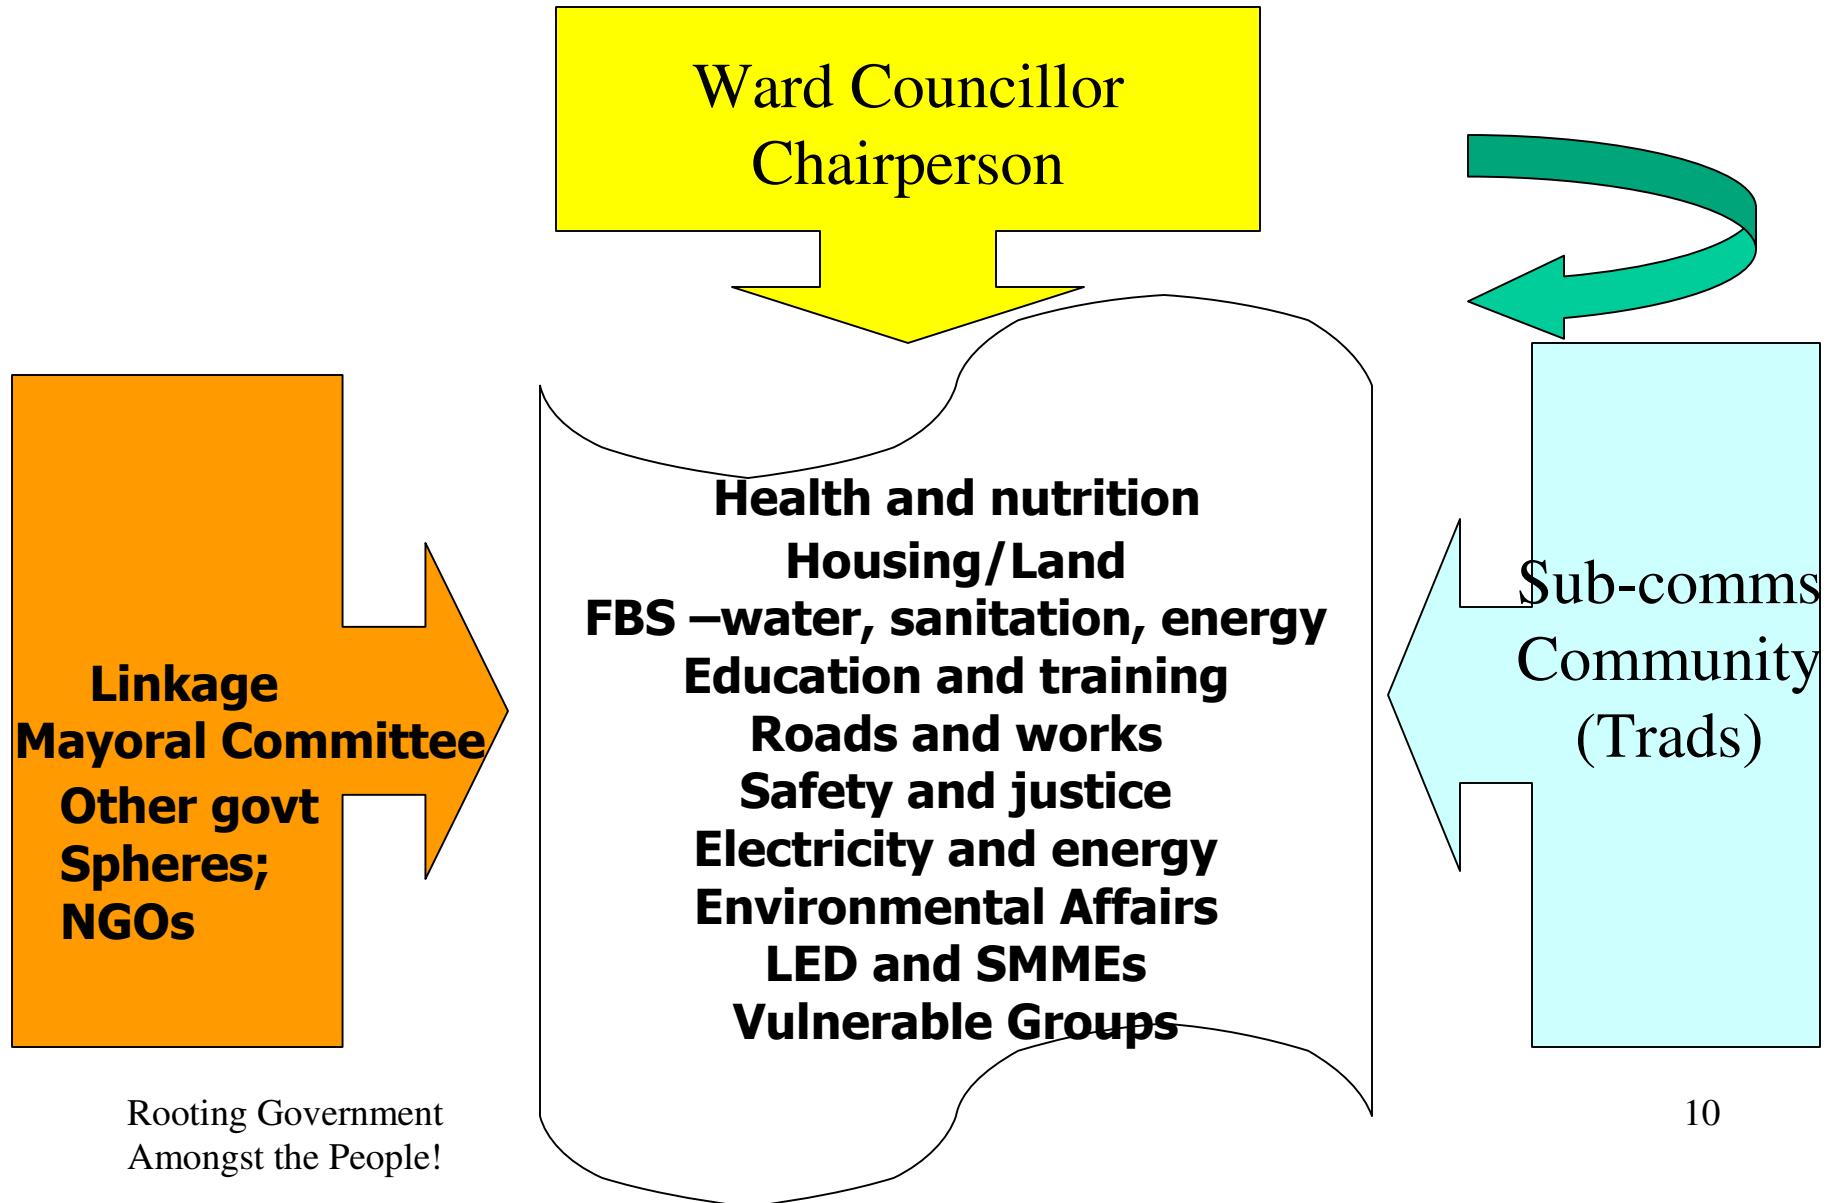 Ward Councillor
Chairperson
Linkage
Mayoral Committee
Other govt
Spheres;
NGOs
Health and nutrition
Housing/Land
FBS –water, sanitation, energy
Education and training
Roads and works
Safety and justice
Electricity and energy
Environmental Affairs
LED and SMMEs
Vulnerable Groups
Sub-comms
Community
(Trads)
Rooting Government
Amongst the People!
10